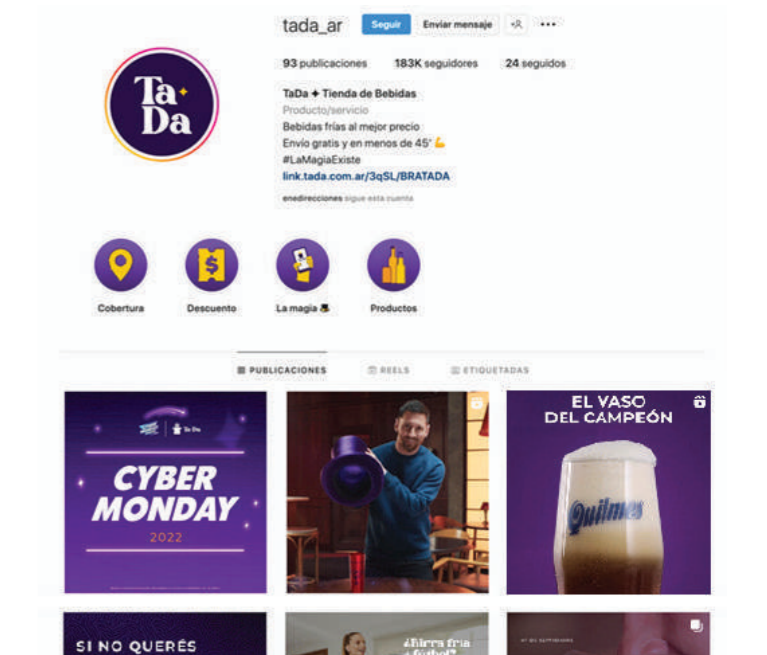 tada_ar Seguir Enviar mensaje
93 publicaciones 183K seguidores 24 seguidos
Ta
Da
TaDa ✦ Tienda de Bebidas
Producto/servicio
Bebidas frías al mejor precio
Envío gratis y en menos de 45' 💪
#LaMagiaExiste
link.tada.com.ar/3qSL/BRATADA
enedirecciones sigue esta cuenta
Cobertura Descuento La magia 🎩 Productos
PUBLICACIONES REELS ETIQUETADAS
Ta Da
CYBER
MONDAY
2022
EL VASO
DEL CAMPEÓN
Quilmes
SI NO QUERÉS
fría